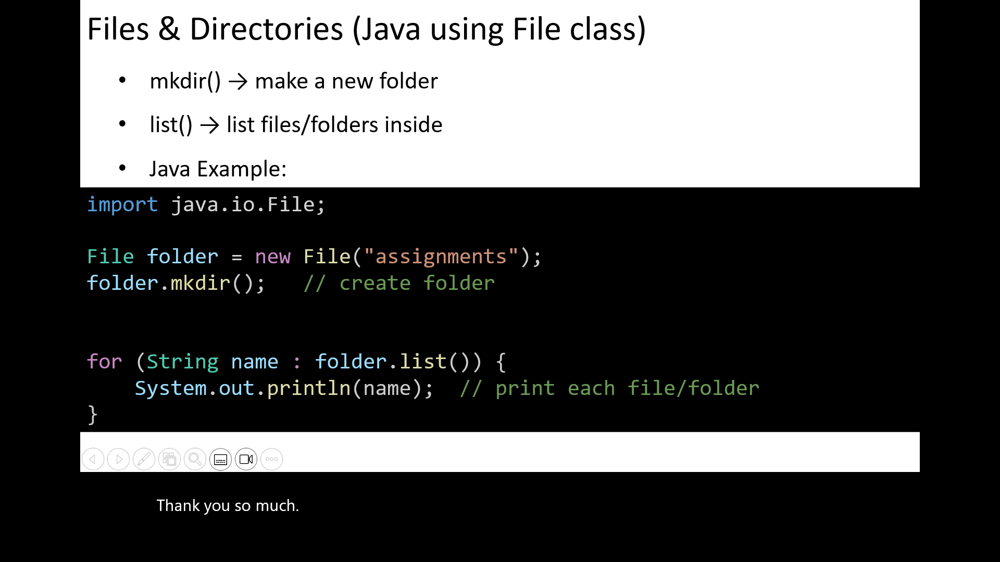 Files & Directories (Java using File class)
• mkdir() → make a new folder
• list() → list files/folders inside
• Java Example:
import java.io.File;
File folder = new File("assignments");
folder.mkdir();   // create folder
for (String name : folder.list()) {
    System.out.println(name);  // print each file/folder
}
Thank you so much.